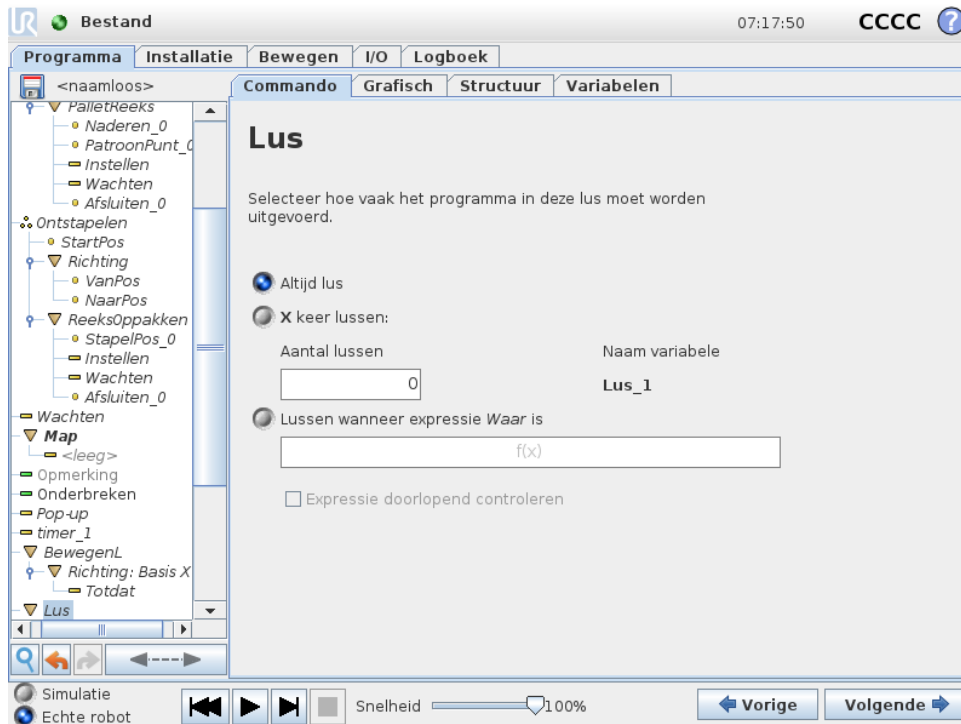 UR Bestand 07:17:50 CCCC ?
Programma Installatie Bewegen I/O Logboek
<naamloos> Commando Grafisch Structuur Variabelen
PalletReeks
Naderen_0
PatroonPunt_0
Instellen
Wachten
Afsluiten_0
Ontstapelen
StartPos
Richting
VanPos
NaarPos
ReeksOppakken
StapelPos_0
Instellen
Wachten
Afsluiten_0
Wachten
Map
<leeg>
Opmerking
Onderbreken
Pop-up
timer_1
BewegenL
Richting: Basis X
Totdat
Lus
Lus
Selecteer hoe vaak het programma in deze lus moet worden
uitgevoerd.
Altijd lus
X keer lussen:
Aantal lussen Naam variabele
0 Lus_1
Lussen wanneer expressie Waar is
f(x)
Expressie doorlopend controleren
Simulatie
Echte robot
Snelheid 100%
Vorige Volgende